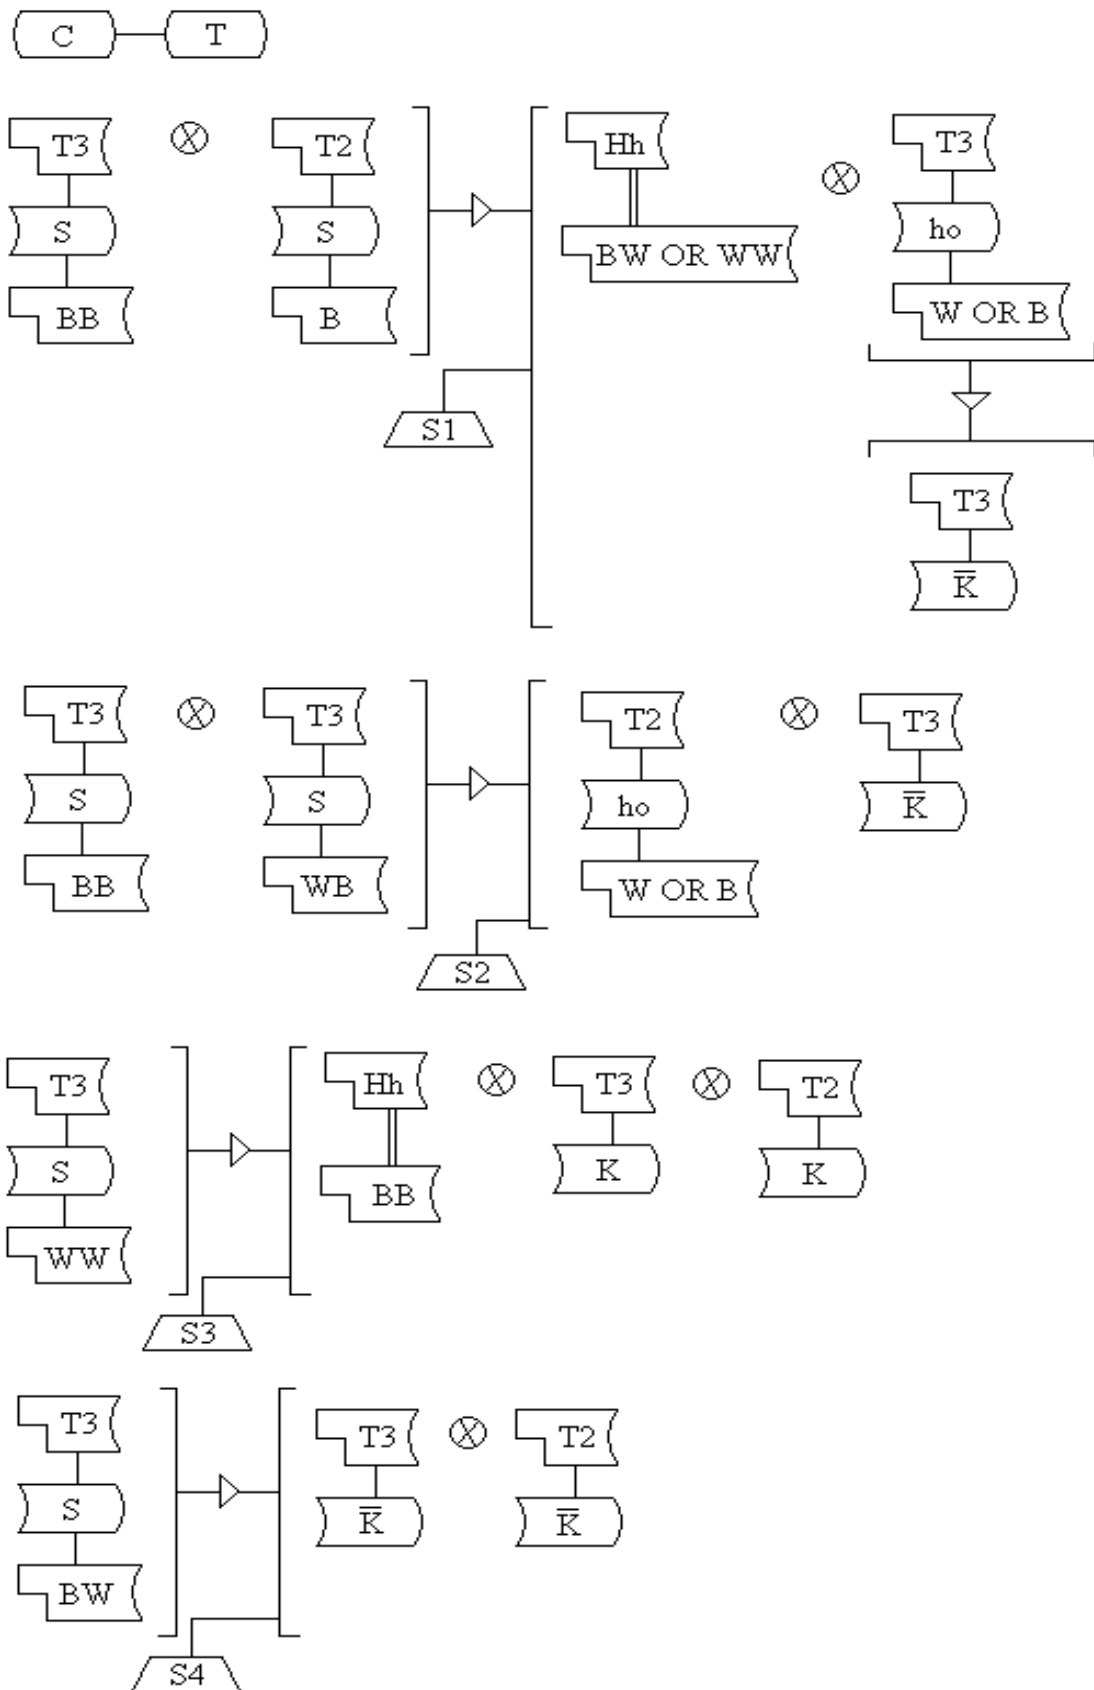 C T
T3 T2 Hh T3
S S BW OR WW ho
BB B W OR B
S1
T3
K̅
T3 T3 T2 T3
S S ho K̅
BB WB W OR B
S2
T3 Hh T3 T2
S BB K K
WW
S3
T3 T3 T2
S K̅ K̅
BW
S4